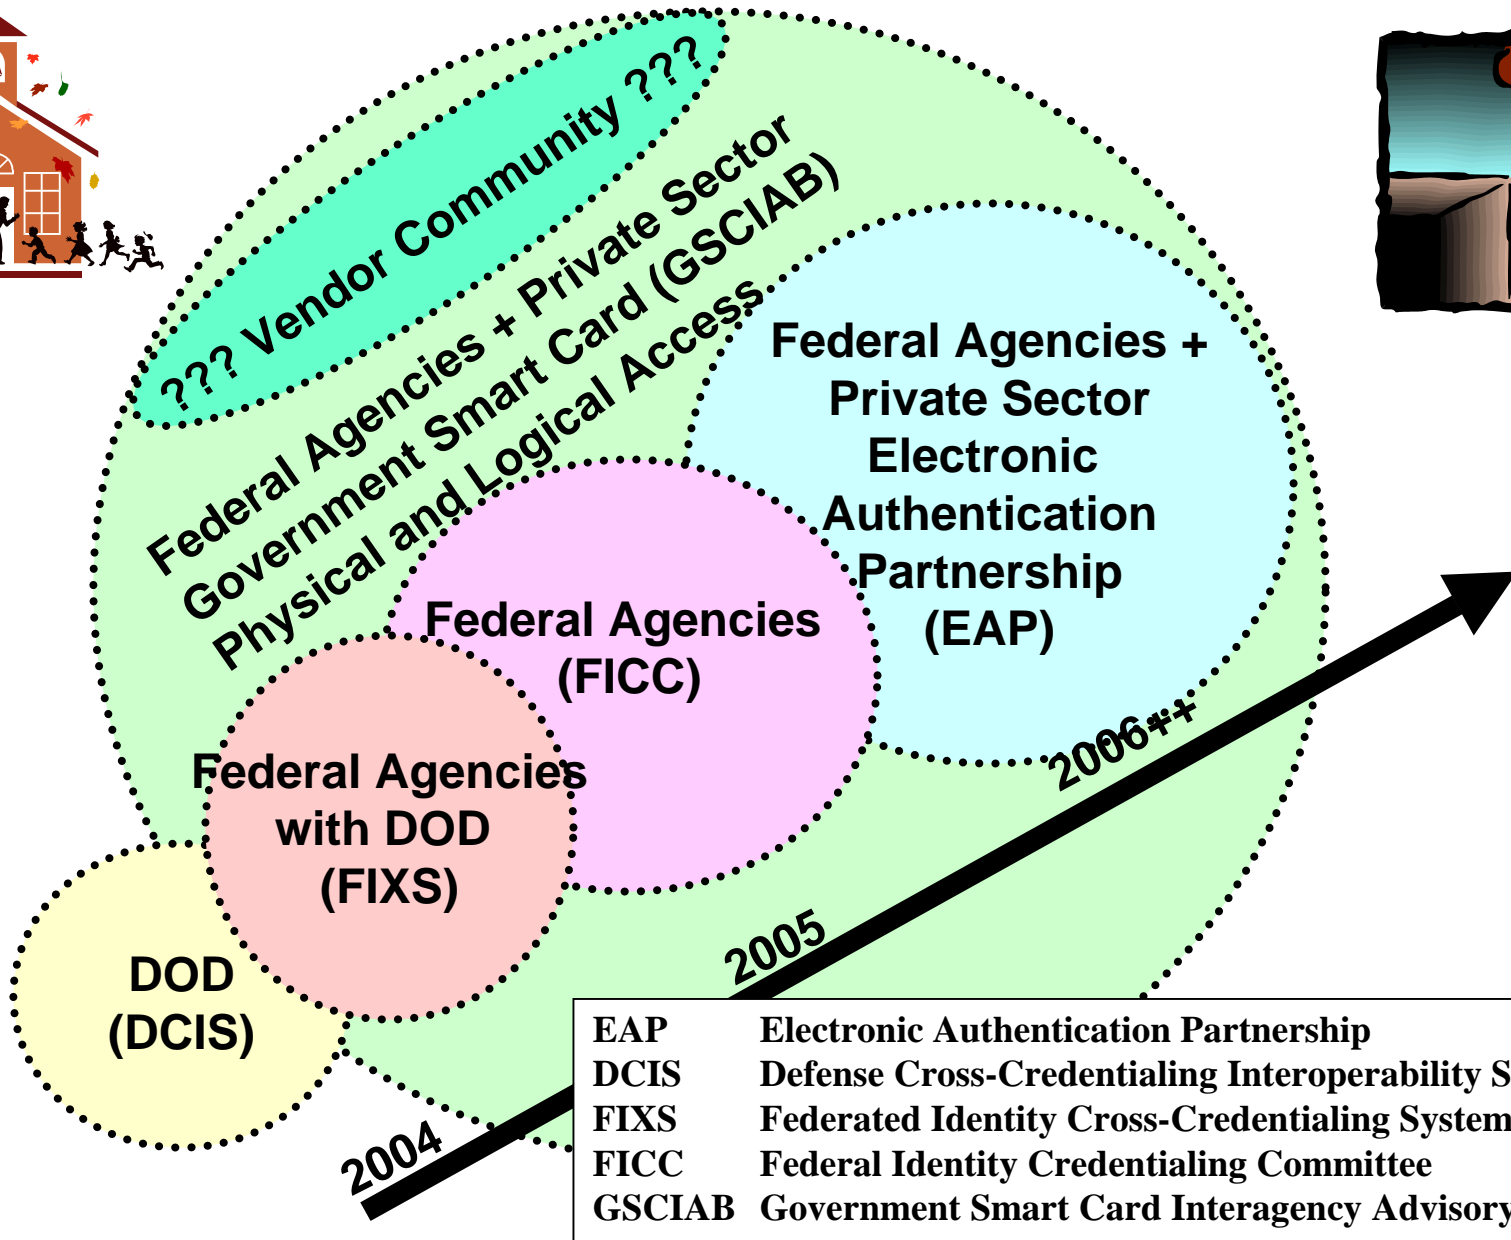 ??? Vendor Community ???
Federal Agencies + Private Sector
Government Smart Card (GSCIAB)
Physical and Logical Access
Federal Agencies +
Private Sector
Electronic
Authentication
Partnership
(EAP)
Federal Agencies
(FICC)
Federal Agencies
with DOD
(FIXS)
DOD
(DCIS)
2004
2005
2006++
EAP Electronic Authentication Partnership
DCIS Defense Cross-Credentialing Interoperability S
FIXS Federated Identity Cross-Credentialing System
FICC Federal Identity Credentialing Committee
GSCIAB Government Smart Card Interagency Advisory